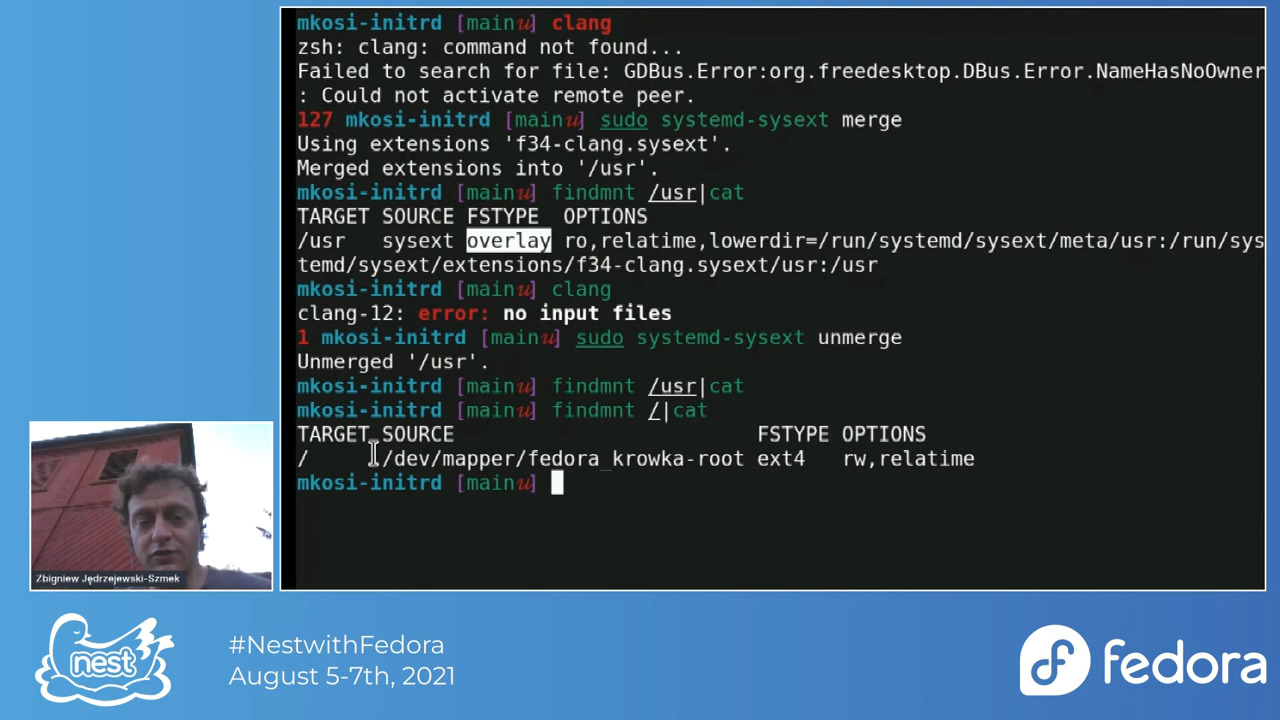 mkosi-initrd [main𝓊] clang
zsh: clang: command not found...
Failed to search for file: GDBus.Error:org.freedesktop.DBus.Error.NameHasNoOwner
: Could not activate remote peer.
127 mkosi-initrd [main𝓊] sudo systemd-sysext merge
Using extensions 'f34-clang.sysext'.
Merged extensions into '/usr'.
mkosi-initrd [main𝓊] findmnt /usr|cat
TARGET SOURCE FSTYPE  OPTIONS
/usr   sysext overlay ro,relatime,lowerdir=/run/systemd/sysext/meta/usr:/run/sys
temd/sysext/extensions/f34-clang.sysext/usr:/usr
mkosi-initrd [main𝓊] clang
clang-12: error: no input files
1 mkosi-initrd [main𝓊] sudo systemd-sysext unmerge
Unmerged '/usr'.
mkosi-initrd [main𝓊] findmnt /usr|cat
mkosi-initrd [main𝓊] findmnt /|cat
TARGET SOURCE                         FSTYPE OPTIONS
/      /dev/mapper/fedora_krowka-root ext4   rw,relatime
mkosi-initrd [main𝓊]
Zbigniew Jędrzejewski-Szmek
nest
#NestwithFedora
August 5-7th, 2021
fedora